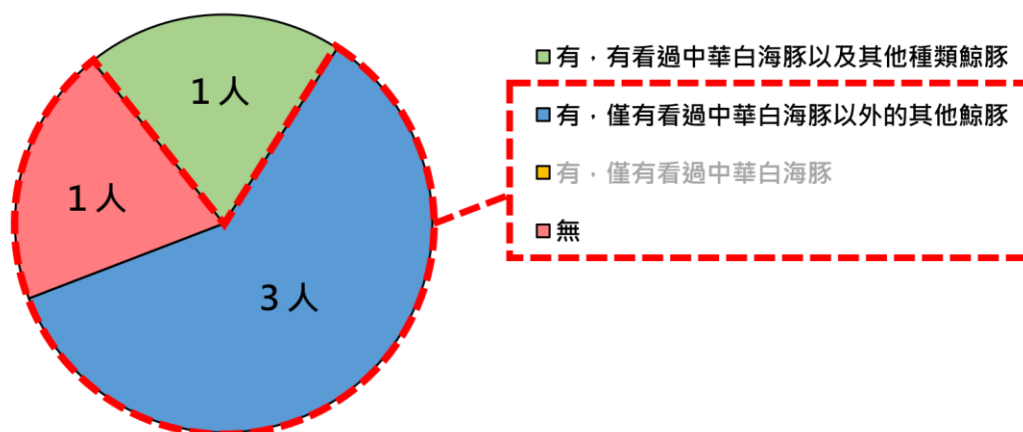 1人
1人
3人
有，有看過中華白海豚以及其他種類鯨豚
有，僅有看過中華白海豚以外的其他鯨豚
有，僅有看過中華白海豚
無